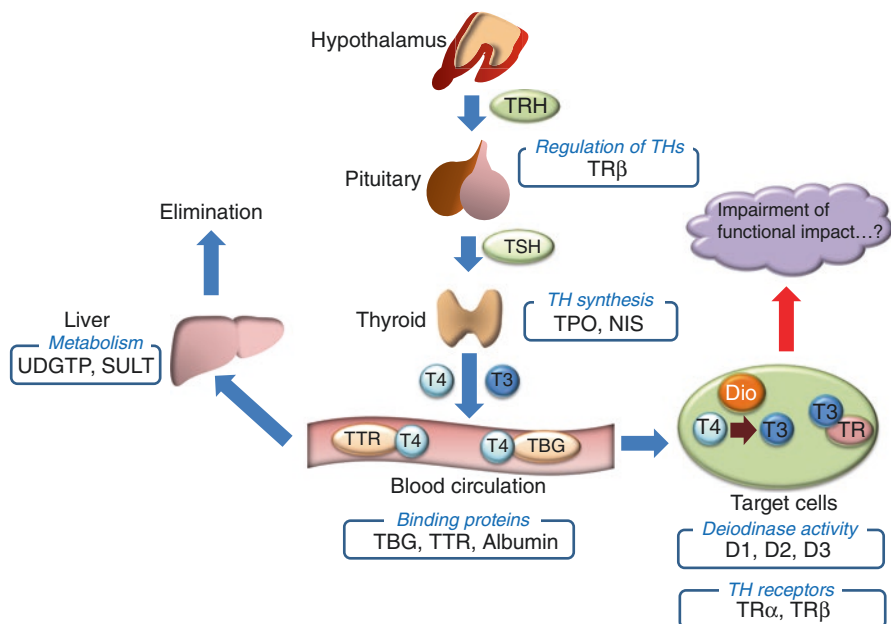 Hypothalamus
TRH
Pituitary
Regulation of THs
TRβ
TSH
Thyroid
TH synthesis
TPO, NIS
T4
T3
Elimination
Liver
Metabolism
UDGTP, SULT
TTR
T4
T4
TBG
Blood circulation
Binding proteins
TBG, TTR, Albumin
Impairment of
functional impact...?
Dio
T4
T3
T3
TR
Target cells
Deiodinase activity
D1, D2, D3
TH receptors
TRα, TRβ